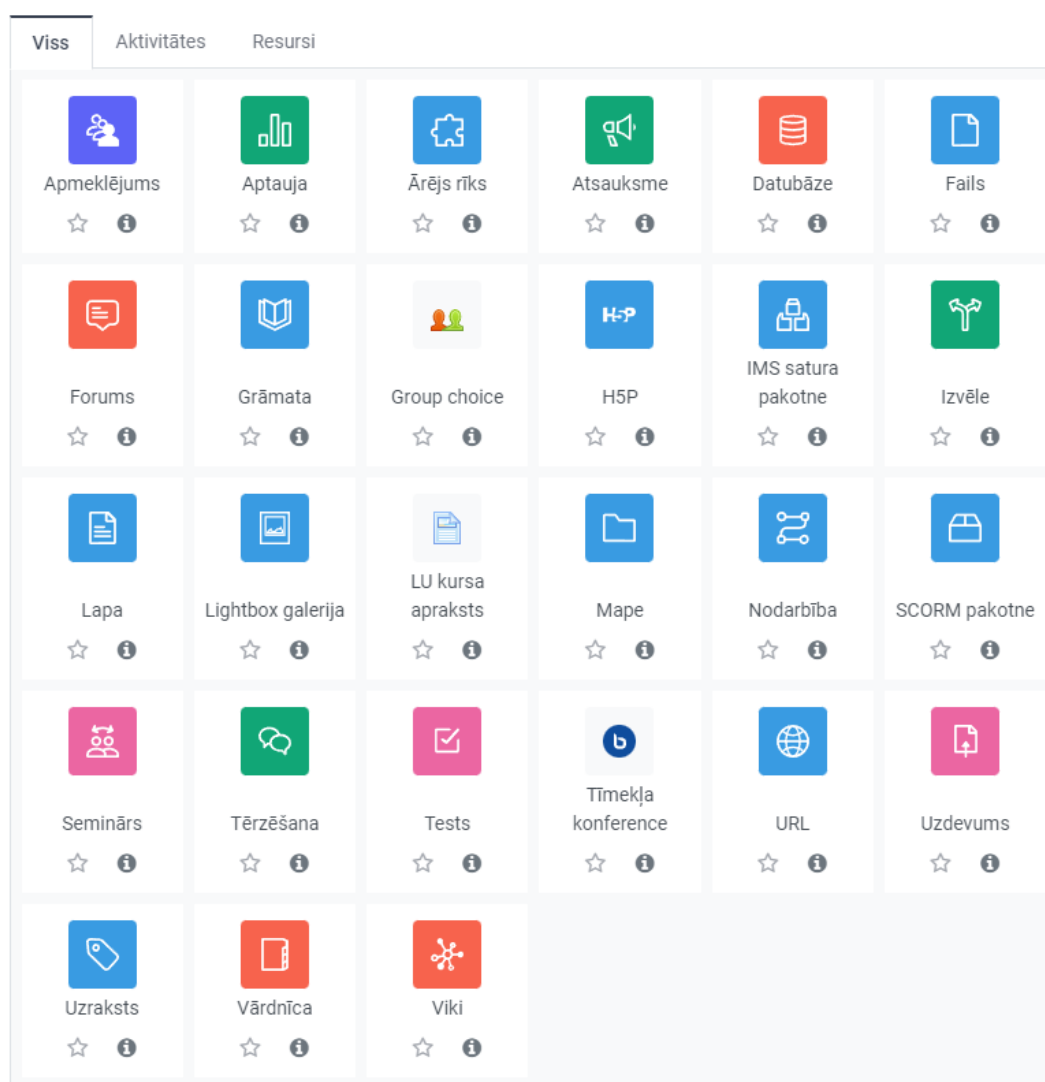 Viss Aktivitātes Resursi
Apmeklējums Aptauja Ārējs rīks Atsauksme Datubāze Fails
H5P
IMS satura
Forums Grāmata Group choice H5P pakotne Izvēle
LU kursa
Lapa Lightbox galerija apraksts Mape Nodarbība SCORM pakotne
b
Tīmekļa
Seminārs Tērzēšana Tests konference URL Uzdevums
Uzraksts Vārdnīca Viki